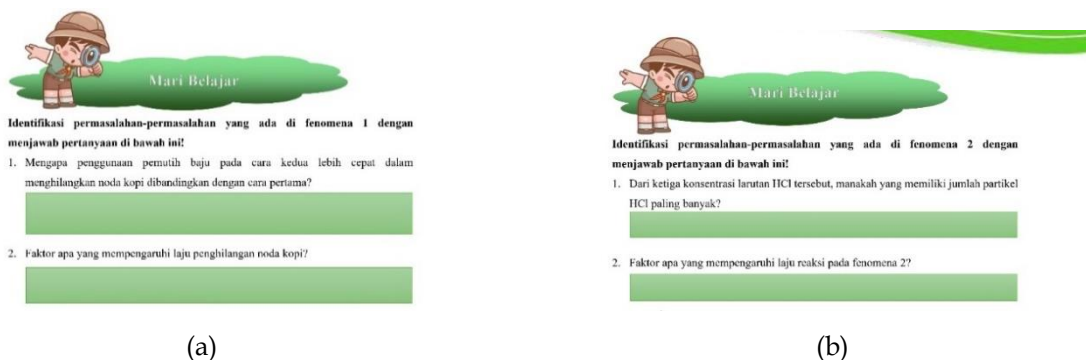 Mari Belajar
Identifikasi permasalahan-permasalahan yang ada di fenomena 1 dengan
menjawab pertanyaan di bawah ini!
1. Mengapa penggunaan pemutih baju pada cara kedua lebih cepat dalam
menghilangkan noda kopi dibandingkan dengan cara pertama?
2. Faktor apa yang mempengaruhi laju penghilangan noda kopi?
(a)
Mari Belajar
Identifikasi permasalahan-permasalahan yang ada di fenomena 2 dengan
menjawab pertanyaan di bawah ini!
1. Dari ketiga konsentrasi larutan HCl tersebut, manakah yang memiliki jumlah partikel
HCl paling banyak?
2. Faktor apa yang mempengaruhi laju reaksi pada fenomena 2?
(b)